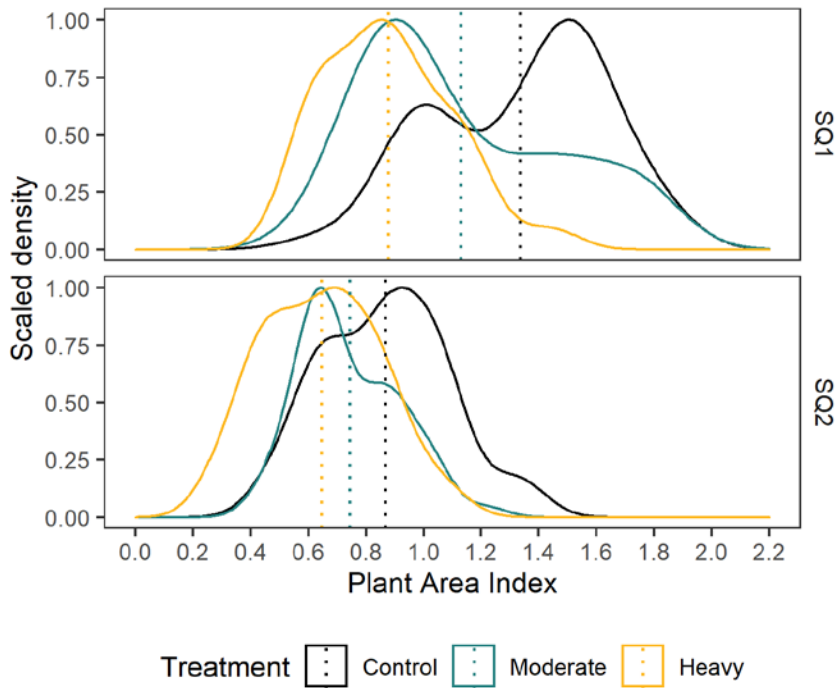 1.00
0.75
0.50
0.25
0.00
SQ1
Scaled density
1.00
0.75
0.50
0.25
0.00
SQ2
0.0 0.2 0.4 0.6 0.8 1.0 1.2 1.4 1.6 1.8 2.0 2.2
Plant Area Index
Treatment Control Moderate Heavy